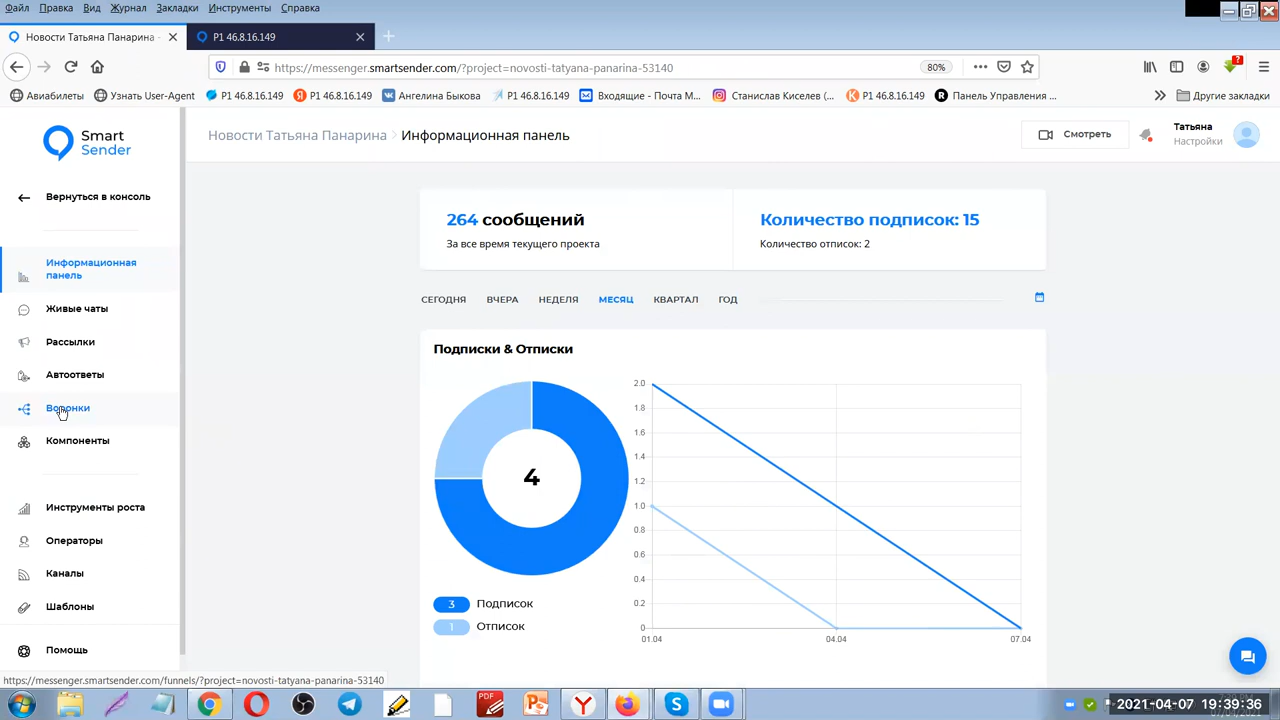 Файл Правка Вид Журнал Закладки Инструменты Справка
Новости Татьяна Панарина - P1 46.8.16.149
https://messenger.smartsender.com/?project=novosti-tatyana-panarina-53140 80%
Авиабилеты Узнать User-Agent P1 46.8.16.149 P1 46.8.16.149 Ангелина Быкова P1 46.8.16.149 Входящие - Почта M... Станислав Киселев (... P1 46.8.16.149 Панель Управления ... Другие закладки
Smart
Sender
Новости Татьяна Панарина Информационная панель
Смотреть
Татьяна
Настройки
Вернуться в консоль
Информационная
панель
Живые чаты
Рассылки
Автоответы
Воронки
Компоненты
Инструменты роста
Операторы
Каналы
Шаблоны
Помощь
264 сообщений
За все время текущего проекта
Количество подписок: 15
Количество отписок: 2
СЕГОДНЯ ВЧЕРА НЕДЕЛЯ МЕСЯЦ КВАРТАЛ ГОД
Подписки & Отписки
4
3 Подписок
1 Отписок
2.0
1.8
1.6
1.4
1.2
1.0
0.8
0.6
0.4
0.2
0
01.04 04.04 07.04
https://messenger.smartsender.com/funnels/?project=novosti-tatyana-panarina-53140
2021-04-07 19:39:36